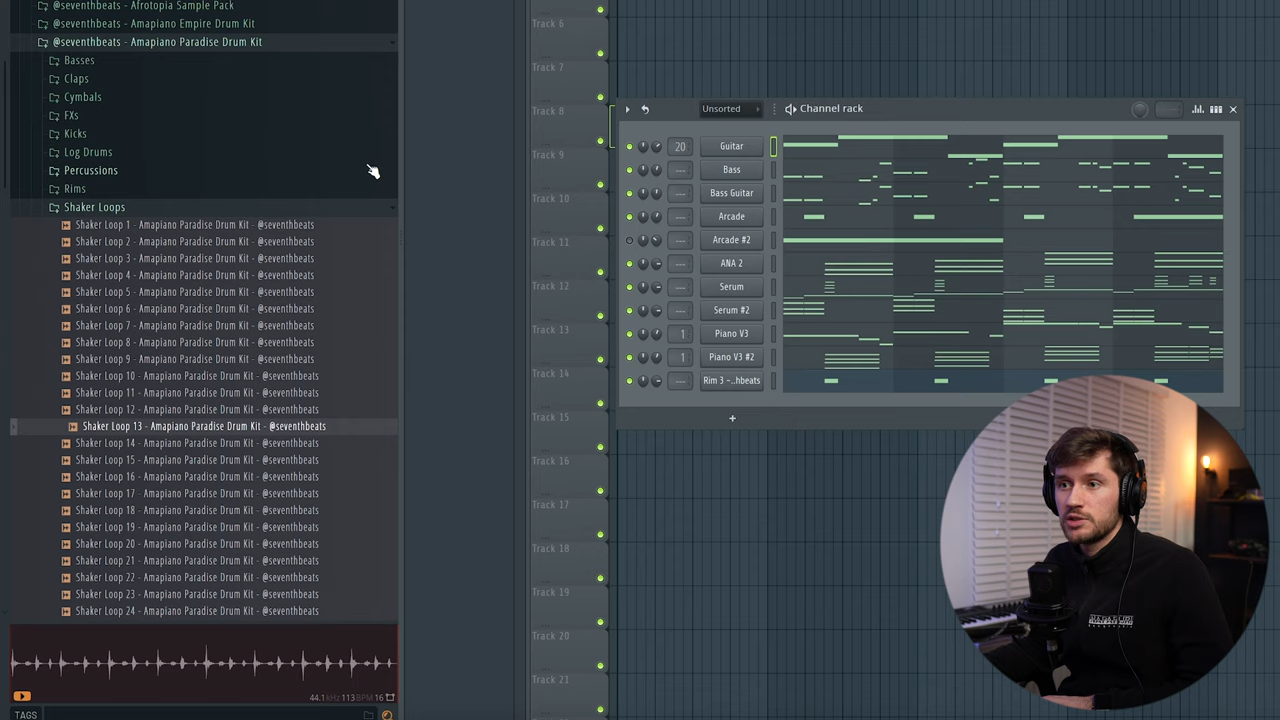 @seventhbeats - Afrotopia Sample Pack
@seventhbeats - Amapiano Empire Drum Kit
@seventhbeats - Amapiano Paradise Drum Kit
Basses
Claps
Cymbals
FXs
Kicks
Log Drums
Percussions
Rims
Shaker Loops
Shaker Loop 1 - Amapiano Paradise Drum Kit - @seventhbeats
Shaker Loop 2 - Amapiano Paradise Drum Kit - @seventhbeats
Shaker Loop 3 - Amapiano Paradise Drum Kit - @seventhbeats
Shaker Loop 4 - Amapiano Paradise Drum Kit - @seventhbeats
Shaker Loop 5 - Amapiano Paradise Drum Kit - @seventhbeats
Shaker Loop 6 - Amapiano Paradise Drum Kit - @seventhbeats
Shaker Loop 7 - Amapiano Paradise Drum Kit - @seventhbeats
Shaker Loop 8 - Amapiano Paradise Drum Kit - @seventhbeats
Shaker Loop 9 - Amapiano Paradise Drum Kit - @seventhbeats
Shaker Loop 10 - Amapiano Paradise Drum Kit - @seventhbeats
Shaker Loop 11 - Amapiano Paradise Drum Kit - @seventhbeats
Shaker Loop 12 - Amapiano Paradise Drum Kit - @seventhbeats
Shaker Loop 13 - Amapiano Paradise Drum Kit - @seventhbeats
Shaker Loop 14 - Amapiano Paradise Drum Kit - @seventhbeats
Shaker Loop 15 - Amapiano Paradise Drum Kit - @seventhbeats
Shaker Loop 16 - Amapiano Paradise Drum Kit - @seventhbeats
Shaker Loop 17 - Amapiano Paradise Drum Kit - @seventhbeats
Shaker Loop 18 - Amapiano Paradise Drum Kit - @seventhbeats
Shaker Loop 19 - Amapiano Paradise Drum Kit - @seventhbeats
Shaker Loop 20 - Amapiano Paradise Drum Kit - @seventhbeats
Shaker Loop 21 - Amapiano Paradise Drum Kit - @seventhbeats
Shaker Loop 22 - Amapiano Paradise Drum Kit - @seventhbeats
Shaker Loop 23 - Amapiano Paradise Drum Kit - @seventhbeats
Shaker Loop 24 - Amapiano Paradise Drum Kit - @seventhbeats
44.1kHz 113BPM 16
TAGS
Track 6
Track 7
Track 8
Track 9
Track 10
Track 11
Track 12
Track 13
Track 14
Track 15
Track 16
Track 17
Track 18
Track 19
Track 20
Track 21
Unsorted
Channel rack
20 Guitar
--- Bass
--- Bass Guitar
--- Arcade
--- Arcade #2
--- ANA 2
--- Serum
--- Serum #2
1 Piano V3
1 Piano V3 #2
--- Rim 3 -..hbeats